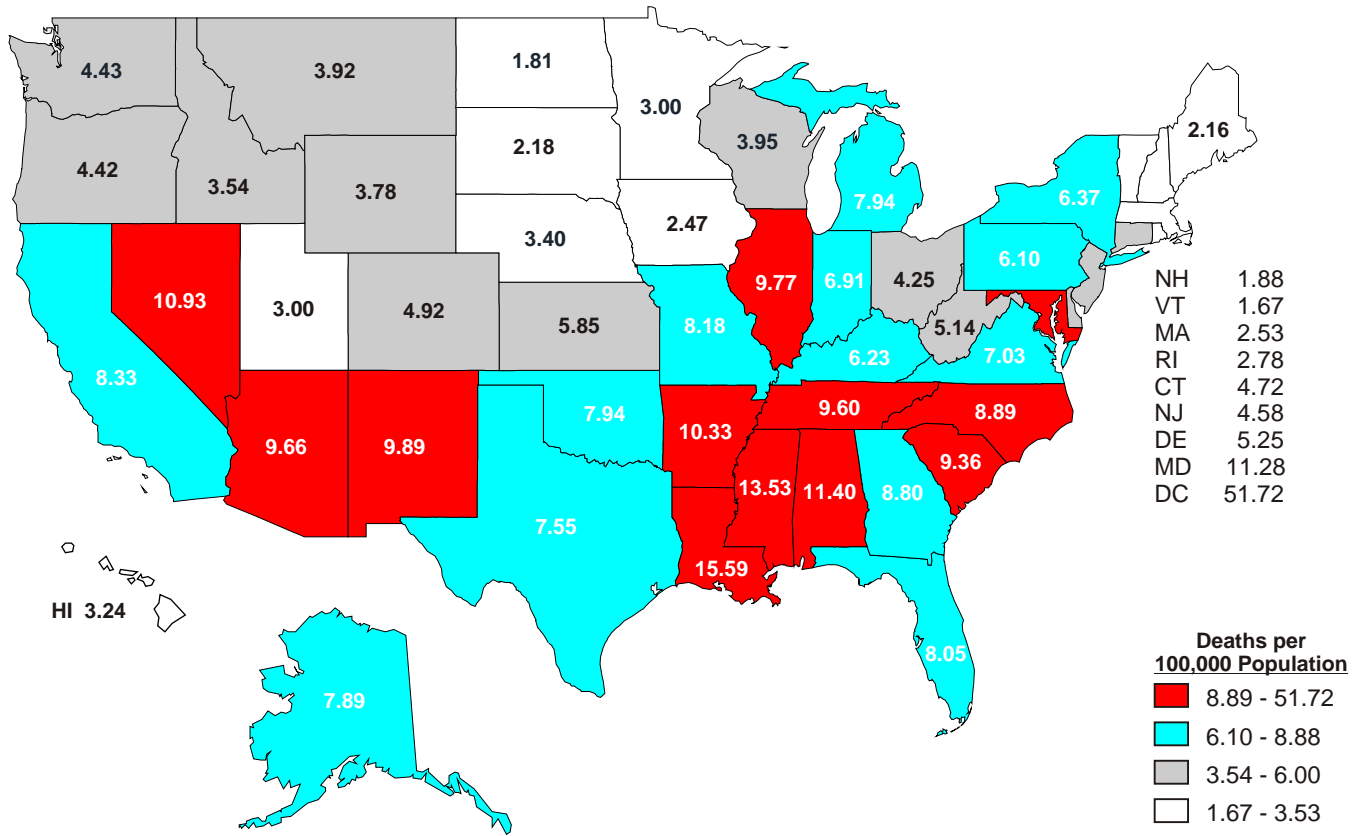 4.43
3.92
1.81
3.00
3.95
2.16
4.42
3.54
3.78
2.18
7.94
6.37
2.47
3.40
6.10
10.93
3.00
4.92
5.85
8.18
9.77
6.91
4.25
5.14
7.03
6.23
8.33
9.66
9.89
7.94
10.33
9.60
8.89
9.36
13.53
11.40
8.80
7.55
15.59
8.05
NH 1.88
VT 1.67
MA 2.53
RI 2.78
CT 4.72
NJ 4.58
DE 5.25
MD 11.28
DC 51.72
HI 3.24
7.89
Deaths per
100,000 Population
8.89 - 51.72
6.10 - 8.88
3.54 - 6.00
1.67 - 3.53